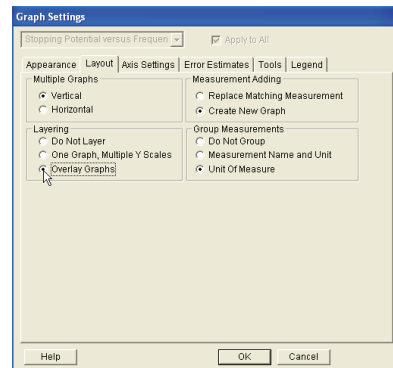 Graph Settings
Stopping Potential versus Frequen
Apply to All
Appearance Layout Axis Settings Error Estimates Tools Legend
Multiple Graphs
Vertical
Horizontal
Measurement Adding
Replace Matching Measurement
Create New Graph
Layering
Do Not Layer
One Graph, Multiple Y Scales
Overlay Graphs
Group Measurements
Do Not Group
Measurement Name and Unit
Unit Of Measure
Help OK Cancel